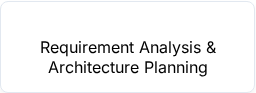 Requirement Analysis &
Architecture Planning